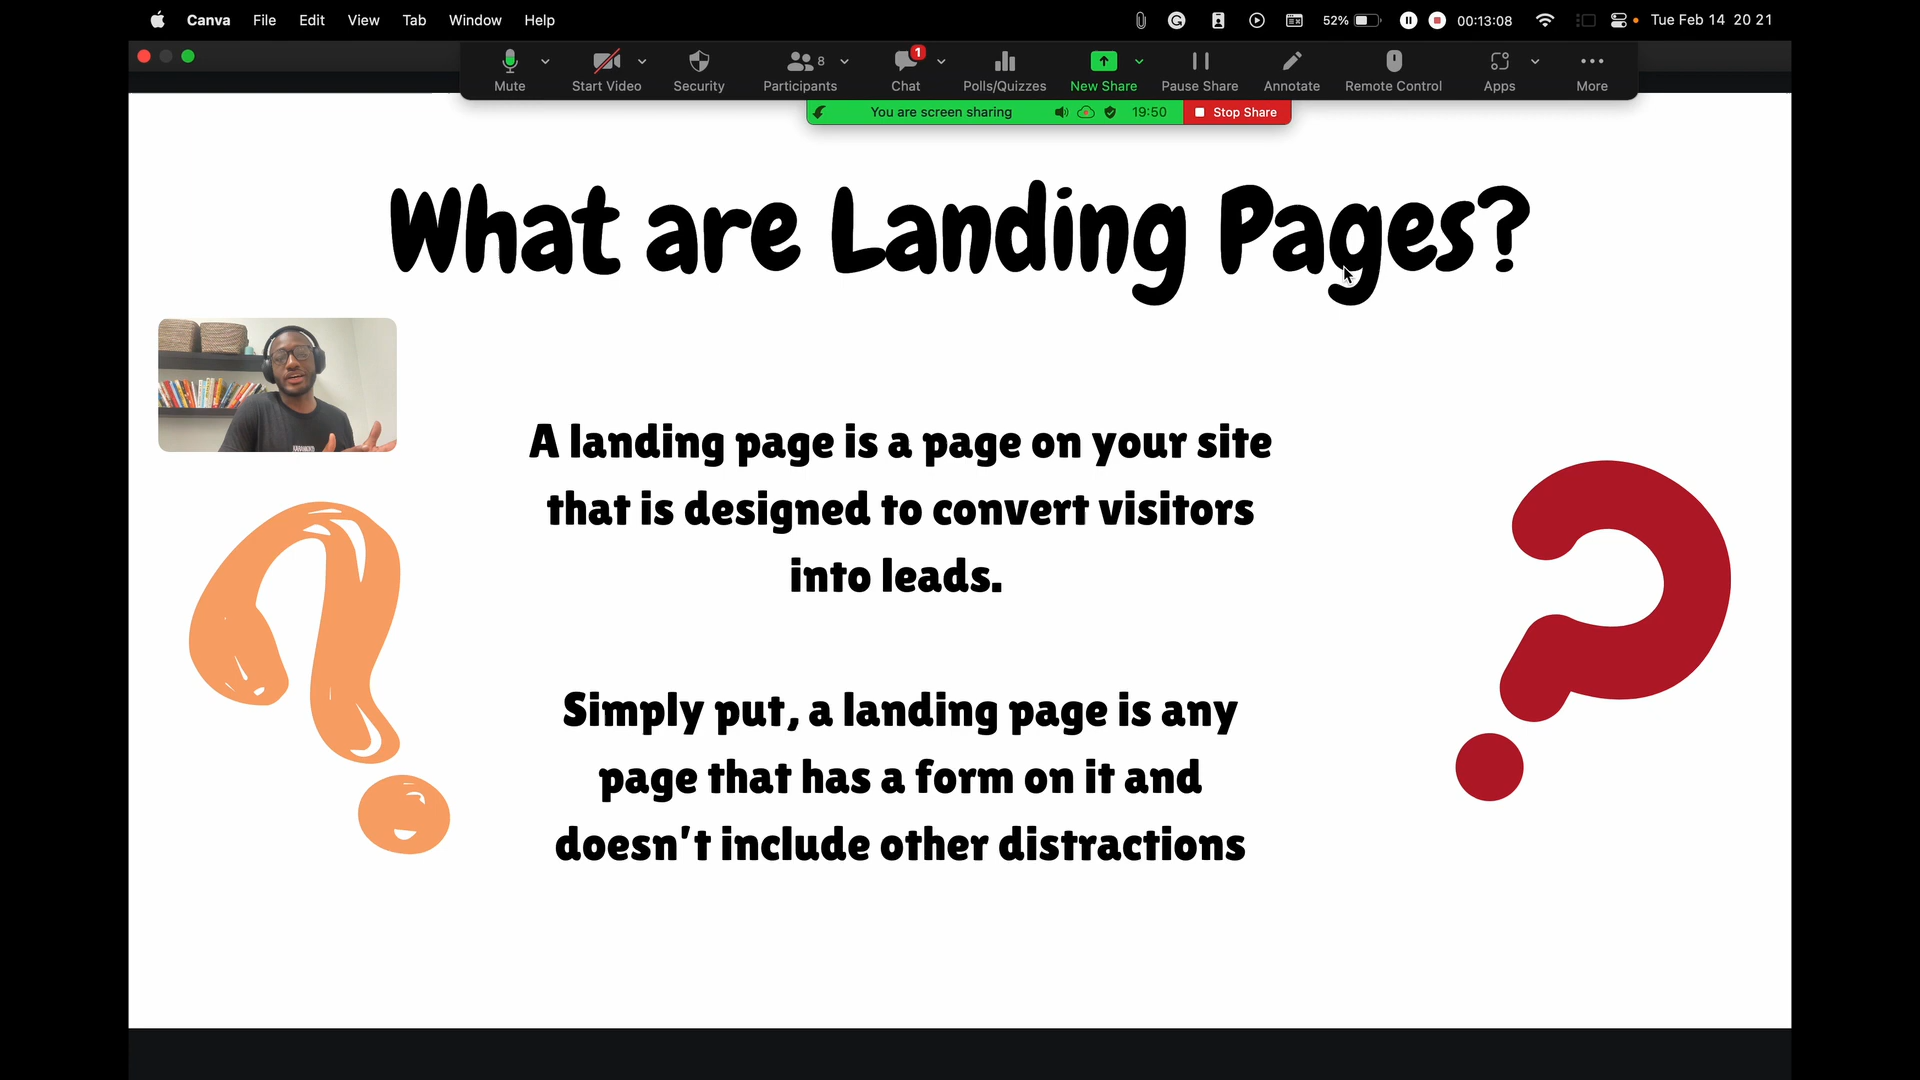 Canva File Edit View Tab Window Help 52% 00:13:08 Tue Feb 14 20 21
Mute Start Video Security Participants 8 Chat 1 Polls/Quizzes New Share Pause Share Annotate Remote Control Apps More
You are screen sharing 19:50 Stop Share
What are Landing Pages?
A landing page is a page on your site
that is designed to convert visitors
into leads.
Simply put, a landing page is any
page that has a form on it and
doesn't include other distractions